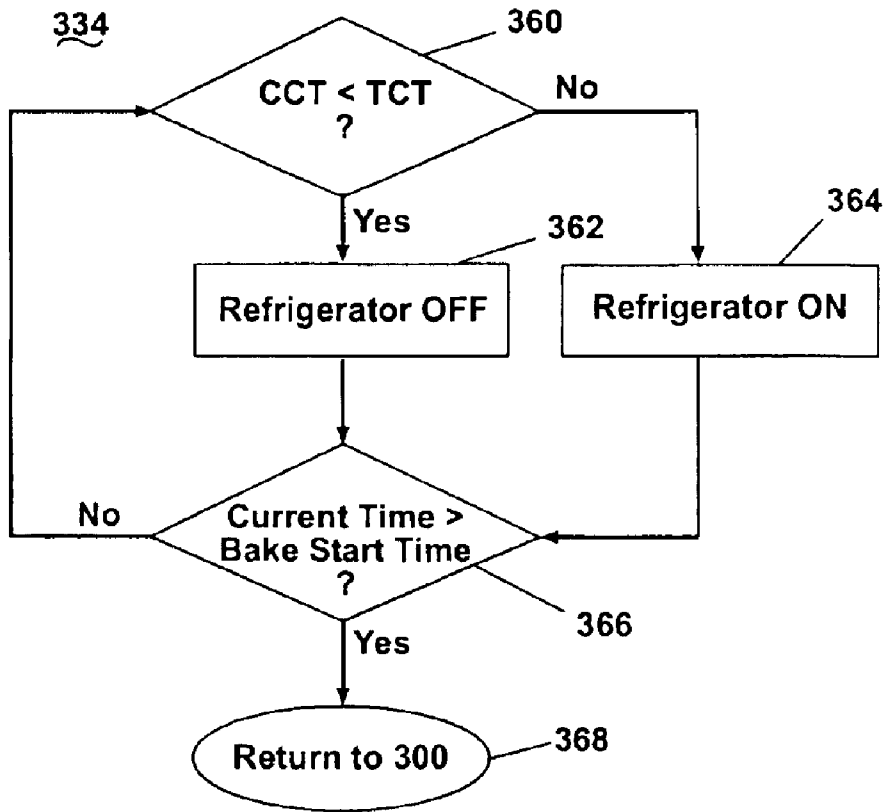 334
360
CCT < TCT
?
No
Yes
362
364
Refrigerator OFF
Refrigerator ON
No
Current Time >
Bake Start Time
?
366
Yes
Return to 300
368